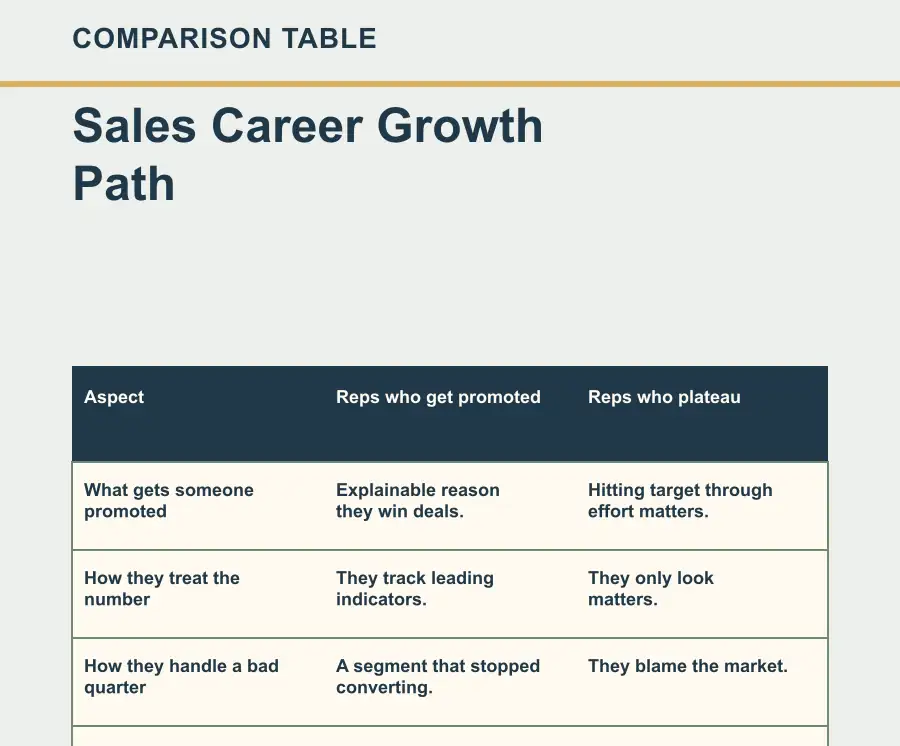 COMPARISON TABLE
Sales Career Growth
Path
Aspect
Reps who get promoted
Reps who plateau
What gets someone
promoted
Explainable reason
they win deals.
Hitting target through
effort matters.
How they treat the
number
They track leading
indicators.
They only look
matters.
How they handle a bad
quarter
A segment that stopped
converting.
They blame the market.